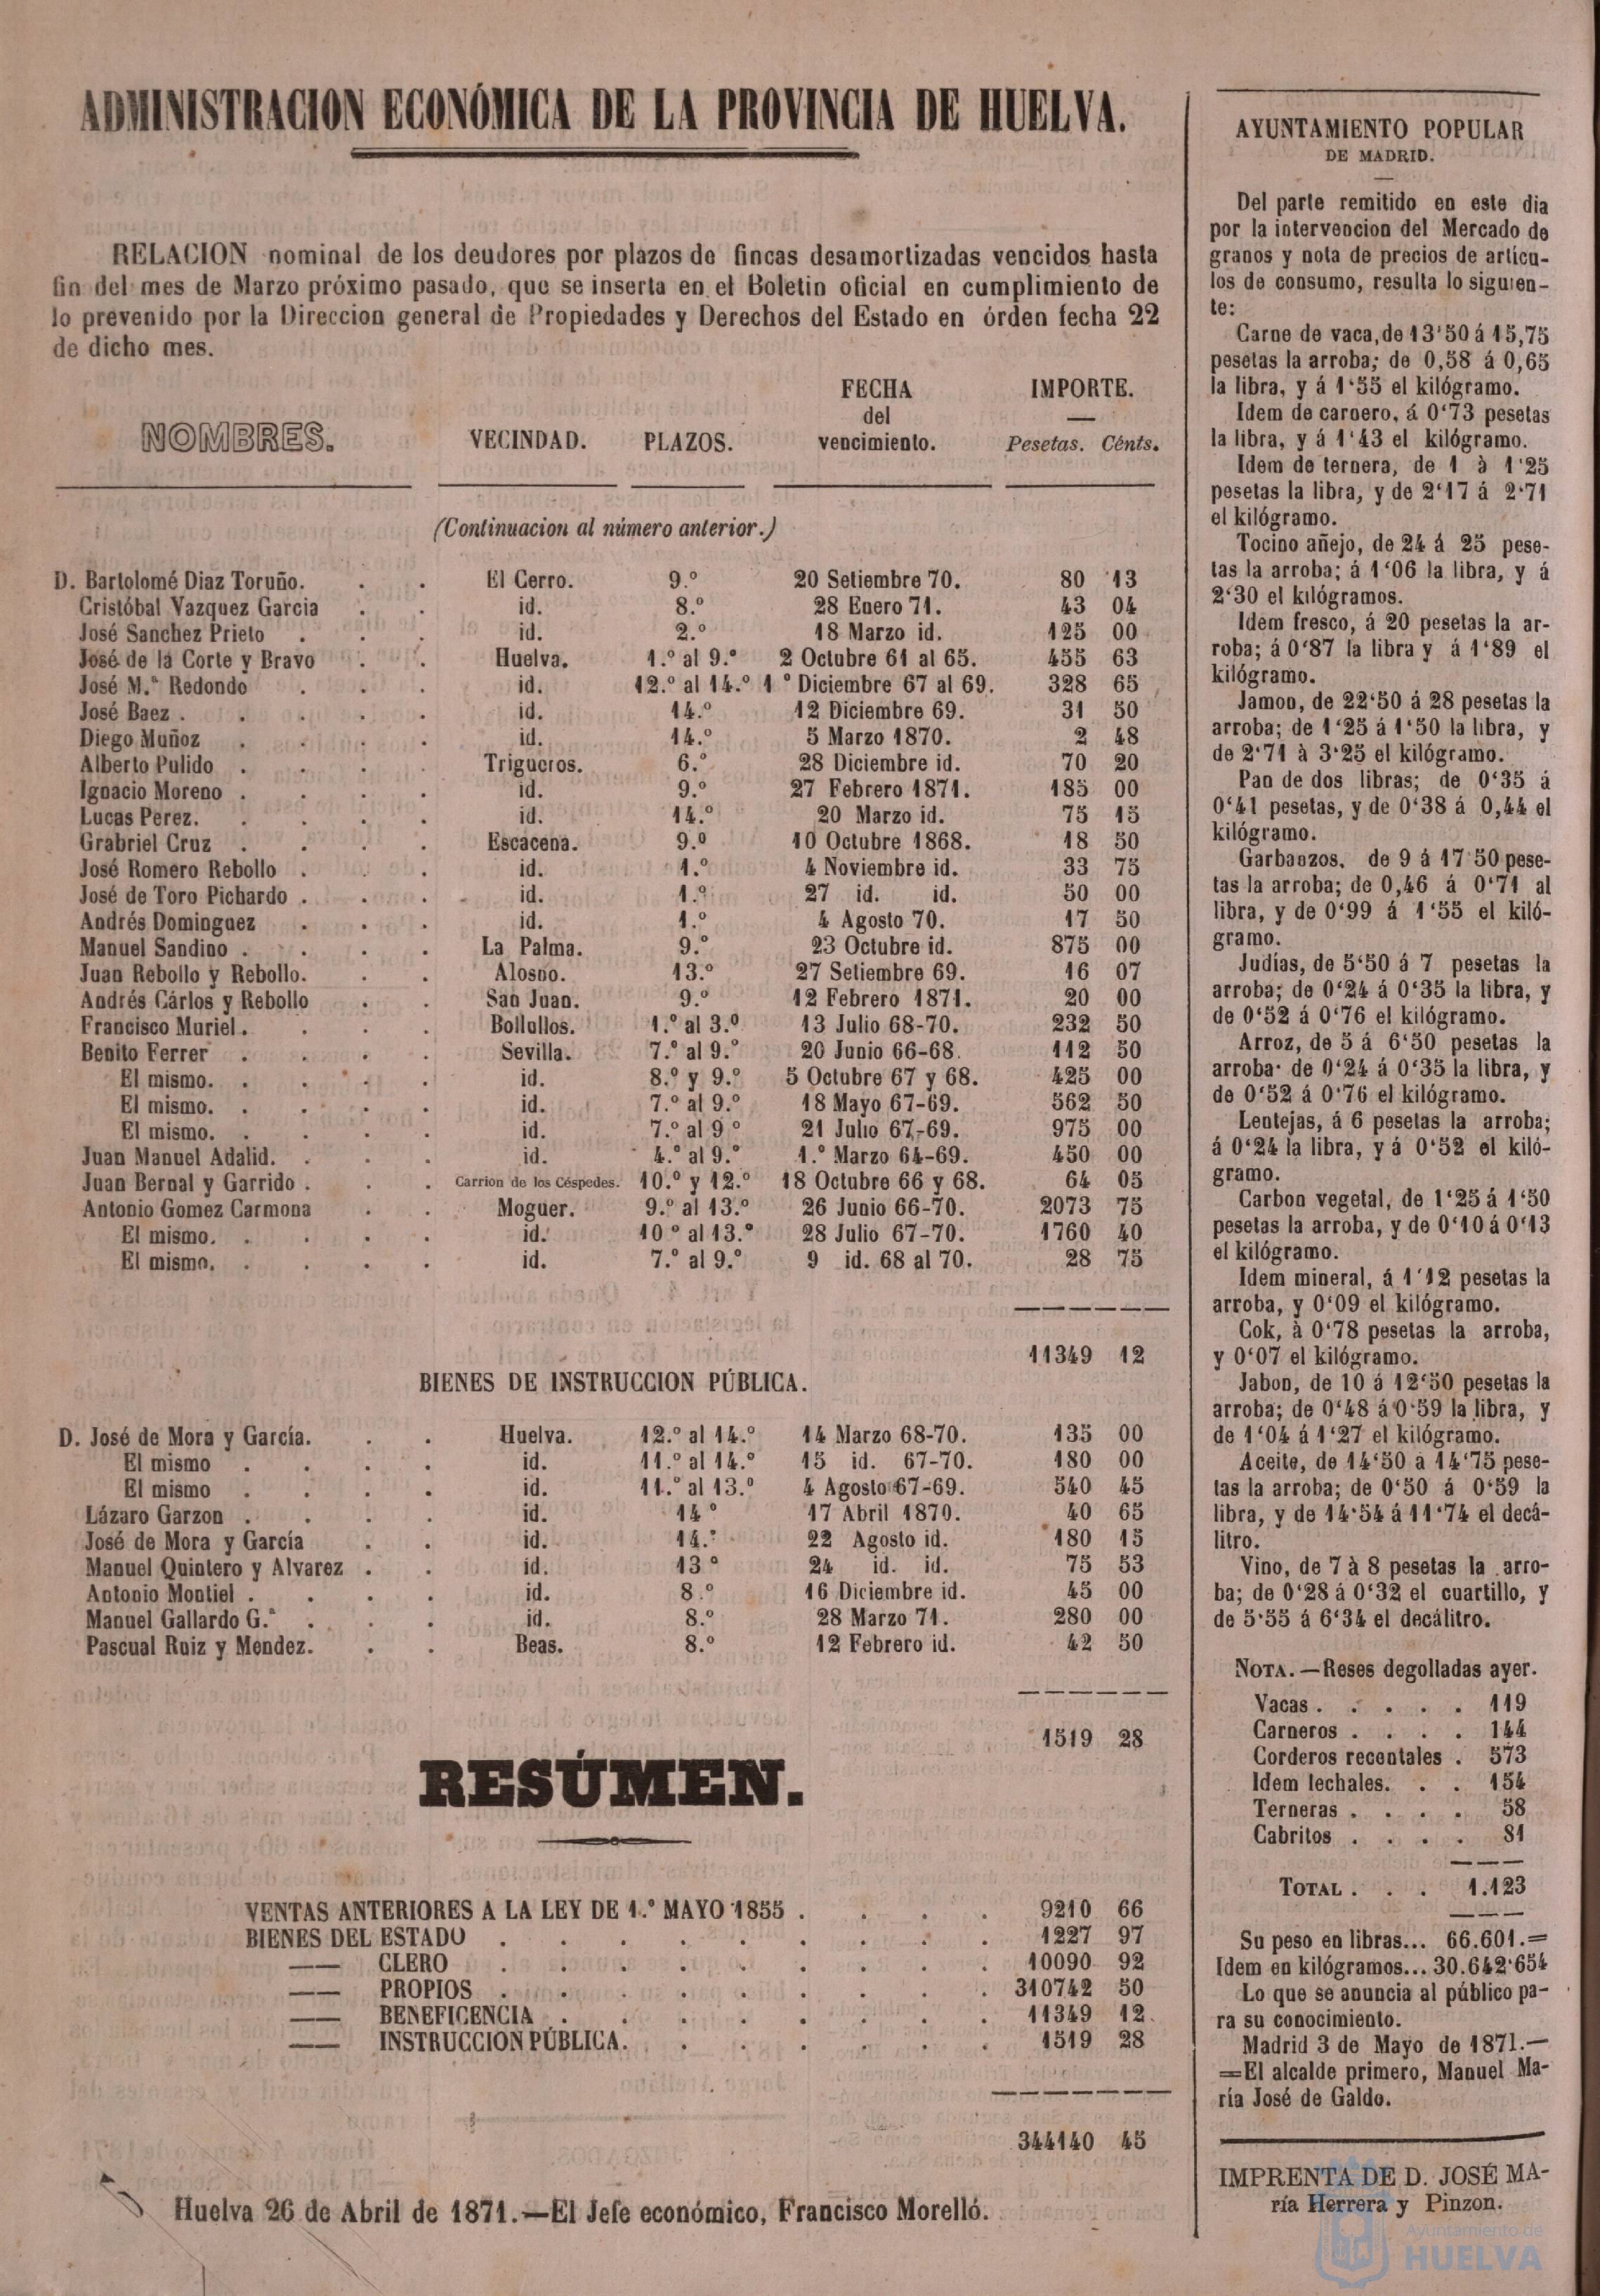 ADMINISTRACION ECONÓMICA DE LA PROVINCIA DE HUELVA.
RELACION nominal de los deudores por plazos de fincas desamortizadas vencidos hasta
fin del mes de Marzo próximo pasado, que se inserta en el Boletin oficial en cumplimiento de
lo prevenido por la Direccion general de Propiedades y Derechos del Estado en órden fecha 22
de dicho mes.
NOMBRES. VECINDAD. PLAZOS. FECHA del vencimiento. IMPORTE. Pesetas. Cénts.
(Continuacion al número anterior.)
D. Bartolomé Diaz Toruño. . . El Cerro. 9.º 20 Setiembre 70. 80 13
Cristóbal Vazquez Garcia . . id. 8.º 28 Enero 71. 43 04
José Sanchez Prieto . . . id. 2.º 18 Marzo id. 125 00
José de la Corte y Bravo . . Huelva. 1.º al 9.º 2 Octubre 61 al 65. 455 63
José M.ª Redondo . . . id. 12.º al 14.º 1.º Diciembre 67 al 69. 328 65
José Baez . . . . . id. 14.º 12 Diciembre 69. 31 50
Diego Muñoz . . . . id. 14.º 5 Marzo 1870. 2 48
Alberto Pulido . . . . Trigueros. 6.º 28 Diciembre id. 70 20
Ignacio Moreno . . . . id. 9.º 27 Febrero 1871. 185 00
Lucas Perez. . . . . id. 14.º 20 Marzo id. 75 15
Grabriel Cruz . . . . Escacena. 9.º 10 Octubre 1868. 18 50
José Romero Rebollo . . . id. 1.º 4 Noviembre id. 33 75
José de Toro Pichardo . . . id. 1.º 27 id. id. 50 00
Andrés Dominguez . . . id. 1.º 4 Agosto 70. 17 50
Manuel Sandino . . . . La Palma. 9.º 23 Octubre id. 875 00
Juan Rebollo y Rebollo. . . Alosno. 13.º 27 Setiembre 69. 16 07
Andrés Cárlos y Rebollo . . San Juan. 9.º 12 Febrero 1871. 20 00
Francisco Muriel. . . . Bollullos. 1.º al 3.º 13 Julio 68-70. 232 50
Benito Ferrer . . . . Sevilla. 7.º al 9.º 20 Junio 66-68. 112 50
El mismo. . . . . id. 8.º y 9.º 5 Octubre 67 y 68. 425 00
El mismo. . . . . id. 7.º al 9.º 18 Mayo 67-69. 562 50
El mismo. . . . . id. 7.º al 9º 21 Julio 67-69. 975 00
Juan Manuel Adalid. . . . id. 4.º al 9.º 1.º Marzo 64-69. 450 00
Juan Bernal y Garrido . . . Carrion de los Céspedes. 10.º y 12.º 18 Octubre 66 y 68. 64 05
Antonio Gomez Carmona . . Moguer. 9.º al 13.º 26 Junio 66-70. 2073 75
El mismo. . . . . id. 10º al 13.º 28 Julio 67-70. 1760 40
El mismo. . . . . id. 7.º al 9.º 9 id. 68 al 70. 28 75
11349 12
BIENES DE INSTRUCCION PÚBLICA.
D. José de Mora y García. . . Huelva. 12.º al 14.º 14 Marzo 68-70. 135 00
El mismo . . . . id. 11.º al 14.º 15 id. 67-70. 180 00
El mismo . . . . id. 11.º al 13.º 4 Agosto 67-69. 540 45
Lázaro Garzon . . . . id. 14º 17 Abril 1870. 40 65
José de Mora y García . . id. 14.º 22 Agosto id. 180 15
Manuel Quintero y Alvarez . . id. 13º 24 id. id. 75 53
Antonio Montiel . . . . id. 8.º 16 Diciembre id. 45 00
Manuel Gallardo G.ª . . . id. 8.º 28 Marzo 71. 280 00
Pascual Ruiz y Mendez. . . Beas. 8.º 12 Febrero id. 42 50
1519 28
RESÚMEN.
VENTAS ANTERIORES A LA LEY DE 1.º MAYO 1855 . . . . 9210 66
BIENES DEL ESTADO . . . . . . . . . 1227 97
—— CLERO . . . . . . . . . 10090 92
—— PROPIOS . . . . . . . . . 310742 50
—— BENEFICENCIA . . . . . . . . 11349 12
—— INSTRUCCION PÚBLICA. . . . . . . 1519 28
344140 45
Huelva 26 de Abril de 1871.—El Jefe económico, Francisco Morelló.
AYUNTAMIENTO POPULAR
DE MADRID.
Del parte remitido en este dia
por la intervencion del Mercado de
granos y nota de precios de artícu-
los de consumo, resulta lo siguien-
te:
Carne de vaca, de 13'50 á 15,75
pesetas la arroba; de 0,58 á 0,65
la libra, y á 1'55 el kilógramo.
Idem de carnero, á 0'73 pesetas
la libra, y á 1'43 el kilógramo.
Idem de ternera, de 1 à 1'25
pesetas la libra, y de 2'17 á 2'71
el kilógramo.
Tocino añejo, de 24 á 25 pese-
tas la arroba; á 1'06 la libra, y á
2'30 el kilógramos.
Idem fresco, á 20 pesetas la ar-
roba; á 0'87 la libra y á 1'89 el
kilógramo.
Jamon, de 22'50 á 28 pesetas la
arroba; de 1'25 á 1'50 la libra, y
de 2'71 à 3'25 el kilógramo.
Pan de dos libras; de 0'35 á
0'41 pesetas, y de 0'38 á 0,44 el
kilógramo.
Garbanzos, de 9 á 17'50 pese-
tas la arroba; de 0,46 á 0'71 al
libra, y de 0'99 á 1'55 el kiló-
gramo.
Judías, de 5'50 á 7 pesetas la
arroba; de 0'24 á 0'35 la libra, y
de 0'52 á 0'76 el kilógramo.
Arroz, de 5 á 6'50 pesetas la
arroba· de 0'24 á 0'35 la libra, y
de 0'52 á 0'76 el kilógramo.
Lentejas, á 6 pesetas la arroba;
á 0'24 la libra, y á 0'52 el kiló-
gramo.
Carbon vegetal, de 1'25 á 1'50
pesetas la arroba, y de 0'10 á 0'13
el kilógramo.
Idem mineral, á 1'12 pesetas la
arroba, y 0'09 el kilógramo.
Cok, à 0'78 pesetas la arroba,
y 0'07 el kilógramo.
Jabon, de 10 á 12'50 pesetas la
arroba; de 0'48 á 0'59 la libra, y
de 1'04 á 1'27 el kilógramo.
Aceite, de 14'50 a 14'75 pese-
tas la arroba; de 0'50 á 0'59 la
libra, y de 14'54 á 11'74 el decá-
litro.
Vino, de 7 à 8 pesetas la arro-
ba; de 0'28 á 0'32 el cuartillo, y
de 5'55 á 6'34 el decálitro.
NOTA.—Reses degolladas ayer.
Vacas . . . . . 119
Carneros . . . . 144
Corderos recentales . 573
Idem lechales. . . 154
Terneras . . . . 58
Cabritos . . . . 81
TOTAL . . . 1.123
Su peso en libras... 66.601.=
Idem en kilógramos... 30.642'654
Lo que se anuncia al público pa-
ra su conocimiento.
Madrid 3 de Mayo de 1871.—
=El alcalde primero, Manuel Ma-
ría José de Galdo.
IMPRENTA DE D. JOSÉ MA-
ría Herrera y Pinzon.
Ayuntamiento de
HUELVA